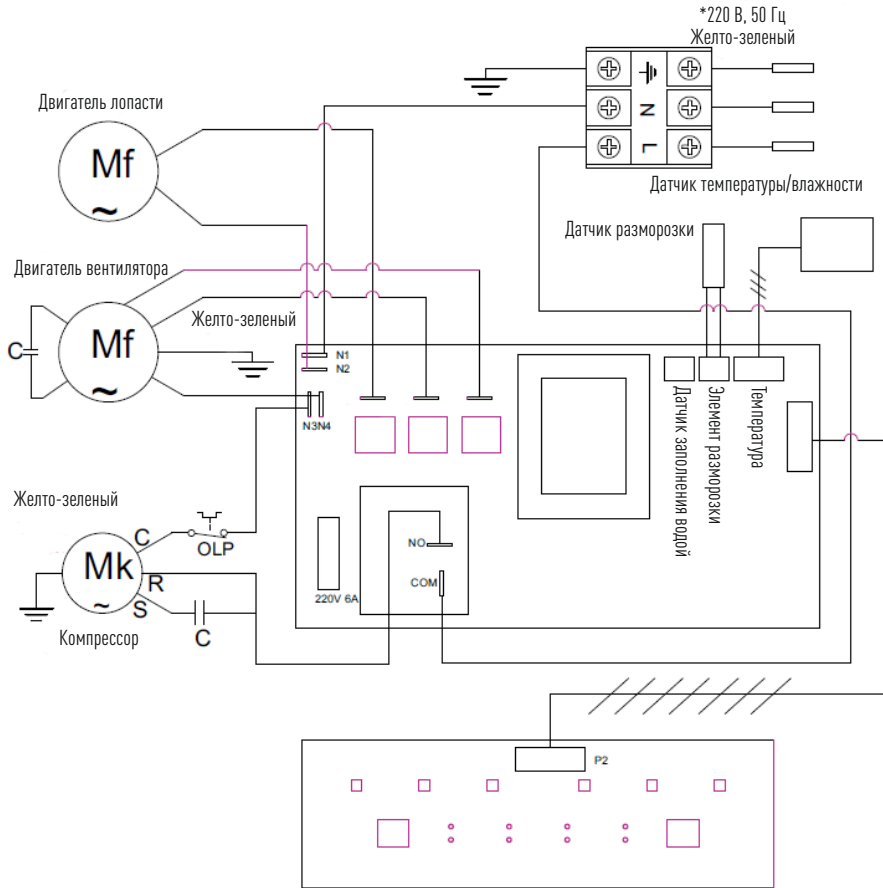 *220 В, 50 Гц
Желто-зеленый
Двигатель лопасти
Mf
~
N
L
Датчик температуры/влажности
Датчик разморозки
Двигатель вентилятора
Желто-зеленый
C
Mf
~
N1
N2
N3N4
Датчик заполнения водой
Элемент разморозки
Температура
Желто-зеленый
C
OLP
Mk
~
R
S
C
Компрессор
NO
COM
220V 6A
P2